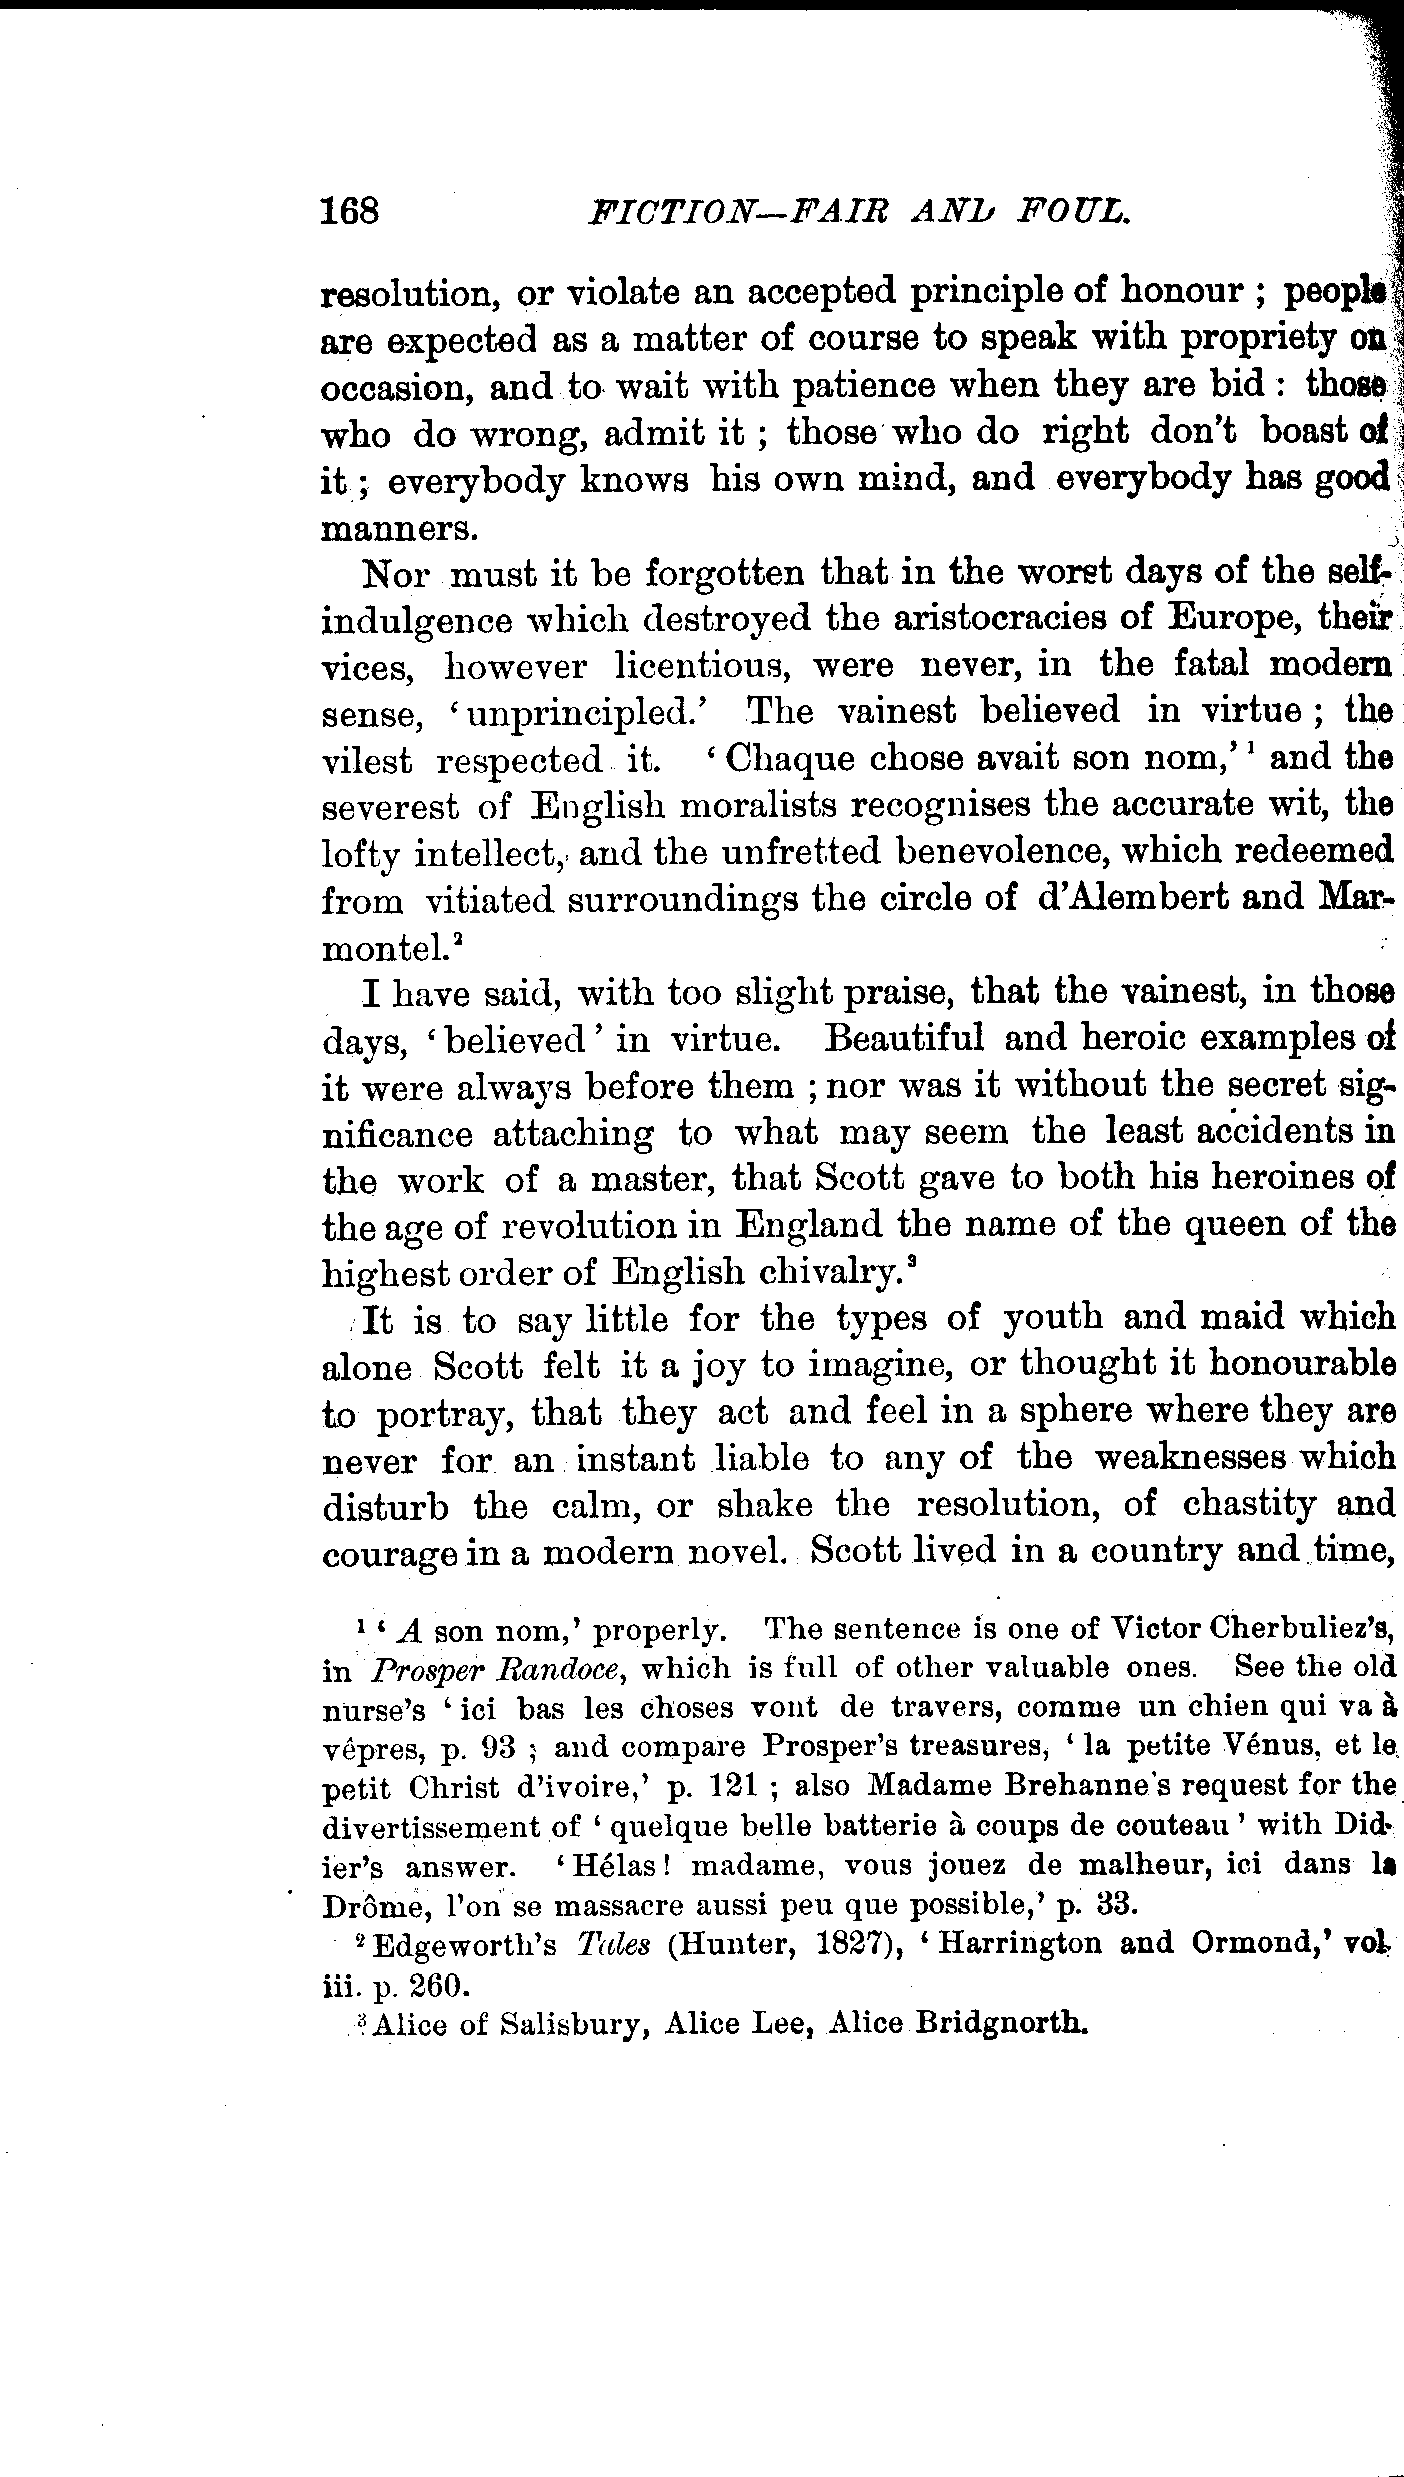 168 FICTION—FAIR AND FOUL.
resolution, or violate an accepted principle of honour ; people
are expected as a matter of course to speak with propriety on
occasion, and to wait with patience when they are bid : those
who do wrong, admit it ; those who do right don't boast of
it ; everybody knows his own mind, and everybody has good
manners.
Nor must it be forgotten that in the worst days of the self-
indulgence which destroyed the aristocracies of Europe, their
vices, however licentious, were never, in the fatal modern
sense, ‘unprincipled.’ The vainest believed in virtue ; the
vilest respected it. ‘Chaque chose avait son nom,’ ¹ and the
severest of English moralists recognises the accurate wit, the
lofty intellect, and the unfretted benevolence, which redeemed
from vitiated surroundings the circle of d'Alembert and Mar-
montel.²
I have said, with too slight praise, that the vainest, in those
days, ‘believed’ in virtue. Beautiful and heroic examples of
it were always before them ; nor was it without the secret sig-
nificance attaching to what may seem the least accidents in
the work of a master, that Scott gave to both his heroines of
the age of revolution in England the name of the queen of the
highest order of English chivalry.³
It is to say little for the types of youth and maid which
alone Scott felt it a joy to imagine, or thought it honourable
to portray, that they act and feel in a sphere where they are
never for an instant liable to any of the weaknesses which
disturb the calm, or shake the resolution, of chastity and
courage in a modern novel. Scott lived in a country and time,
¹ ‘A son nom,’ properly. The sentence is one of Victor Cherbuliez's,
in Prosper Randoce, which is full of other valuable ones. See the old
nurse's ‘ici bas les choses vont de travers, comme un chien qui va à
vêpres, p. 93 ; and compare Prosper's treasures, ‘la petite Vénus, et le
petit Christ d'ivoire,’ p. 121 ; also Madame Brehanne's request for the
divertissement of ‘quelque belle batterie à coups de couteau’ with Did-
ier's answer. ‘Hélas ! madame, vous jouez de malheur, ici dans la
Drôme, l'on se massacre aussi peu que possible,’ p. 33.
² Edgeworth's Tales (Hunter, 1827), ‘Harrington and Ormond,’ vol.
iii. p. 260.
³ Alice of Salisbury, Alice Lee, Alice Bridgnorth.